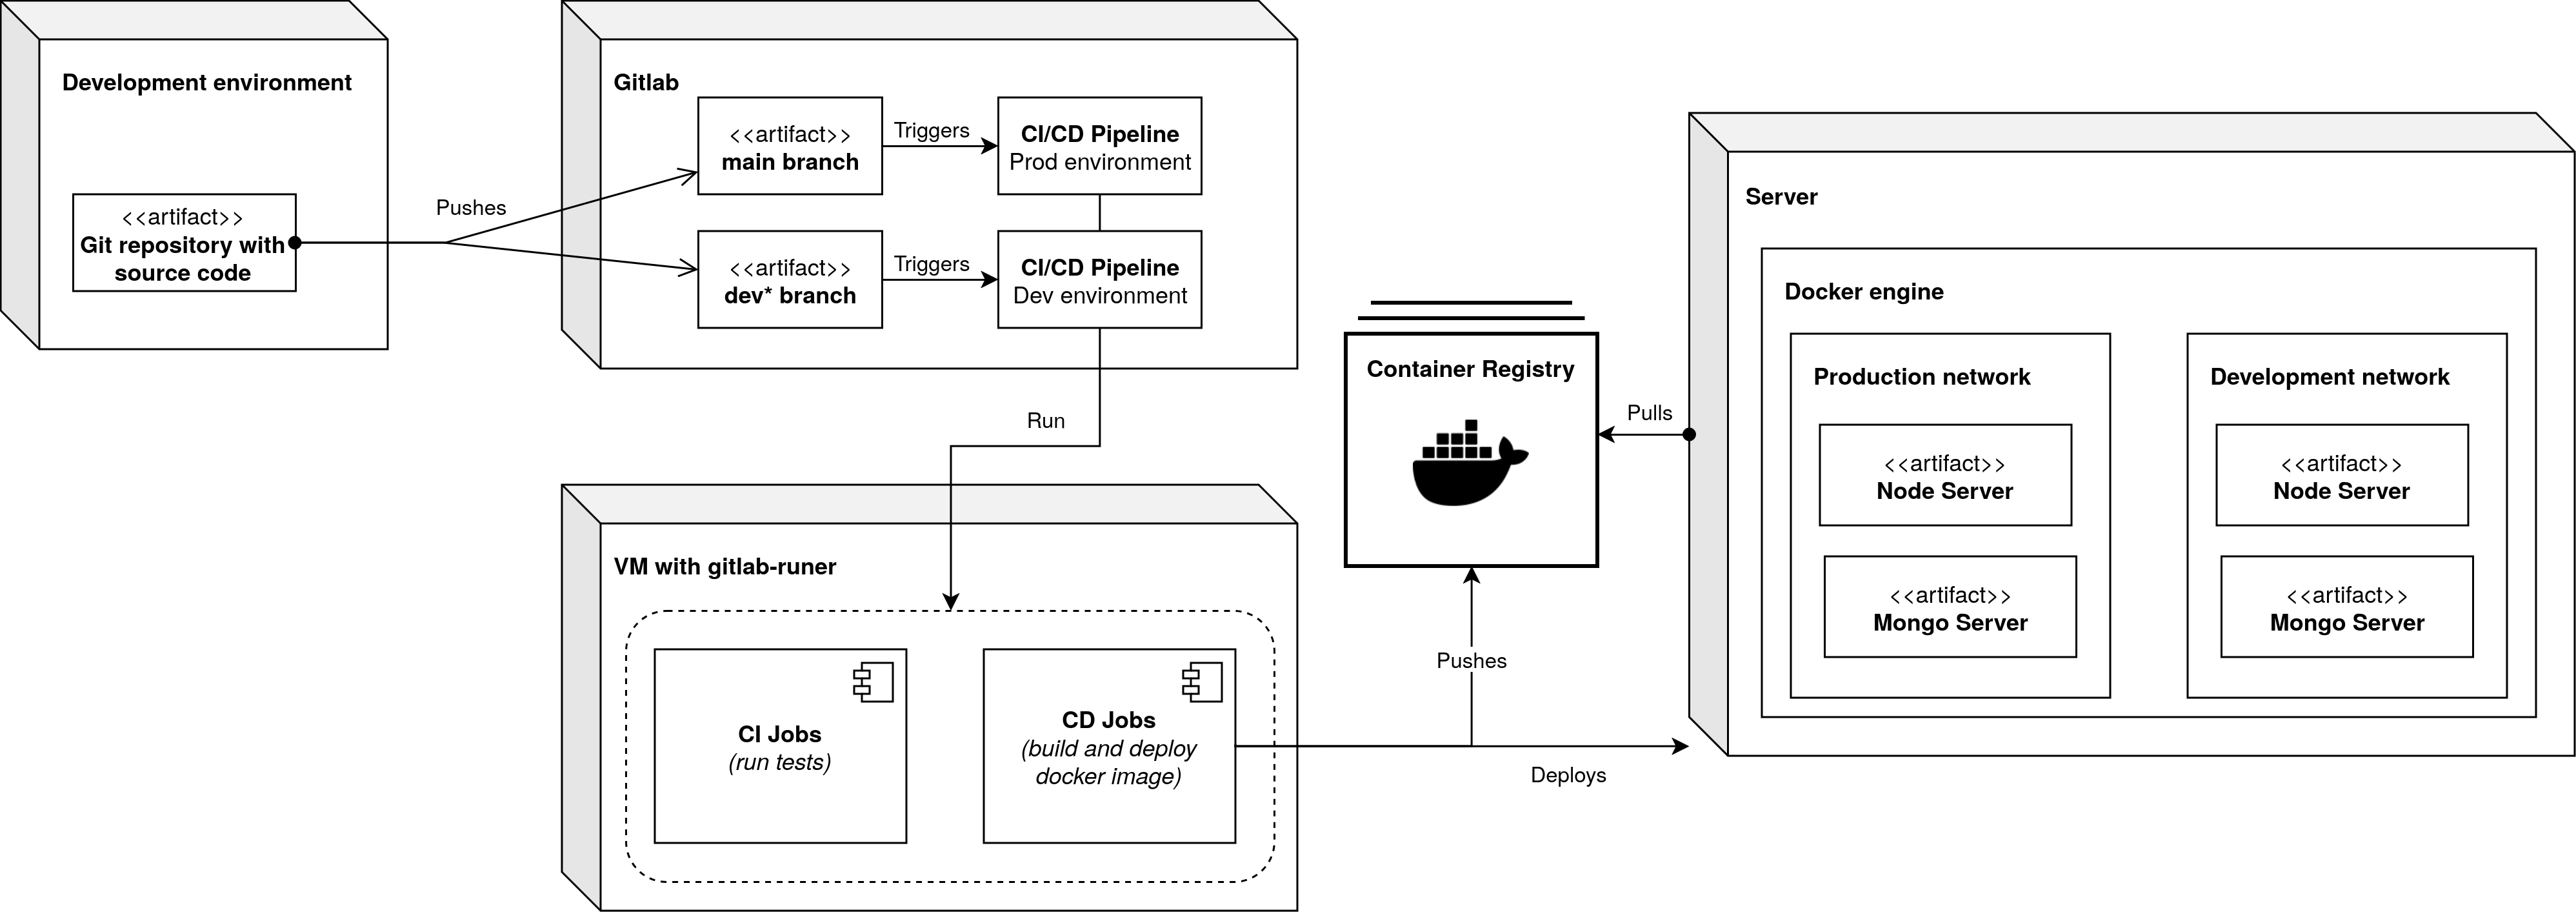 Development environment
<<artifact>>
Git repository with
source code
Pushes
Gitlab
<<artifact>>
main branch
Triggers
CI/CD Pipeline
Prod environment
<<artifact>>
dev* branch
Triggers
CI/CD Pipeline
Dev environment
Run
VM with gitlab-runer
CI Jobs
(run tests)
CD Jobs
(build and deploy
docker image)
Pushes
Deploys
Container Registry
Pulls
Server
Docker engine
Production network
<<artifact>>
Node Server
<<artifact>>
Mongo Server
Development network
<<artifact>>
Node Server
<<artifact>>
Mongo Server